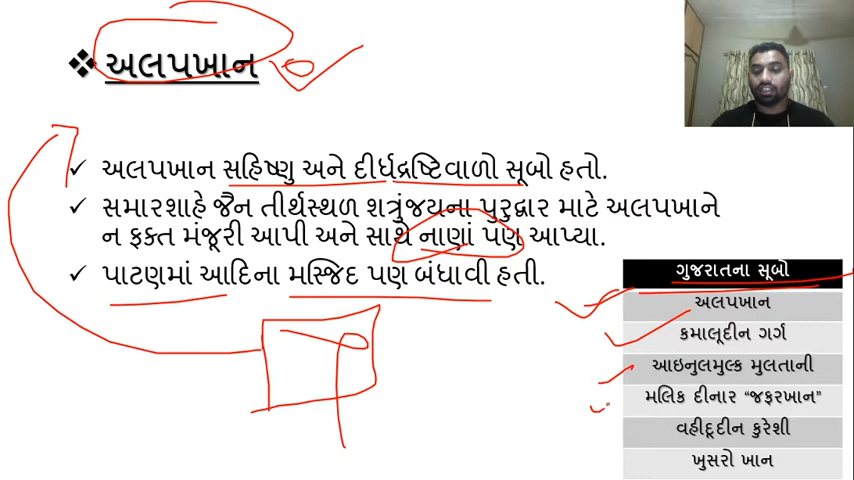 અલપખાન
અલપખાન સહિષ્ણુ અને દીર્ઘદ્રષ્ટિવાળો સૂબો હતો.
સમારશાહે જૈન તીર્થસ્થળ શત્રુંજયના પુરુદ્વાર માટે અલપખાને
ન ફક્ત મંજૂરી આપી અને સાથે નાણાં પણ આપ્યા.
પાટણમાં આદિના મસ્જિદ પણ બંધાવી હતી.
ગુજરાતના સૂબો
અલપખાન
કમાલૂદીન ગર્ગ
આઇનુલમુલ્ક મુલતાની
મલિક દીનાર “જફરખાન”
વહીદૂદીન કુરેશી
ખુસરો ખાન